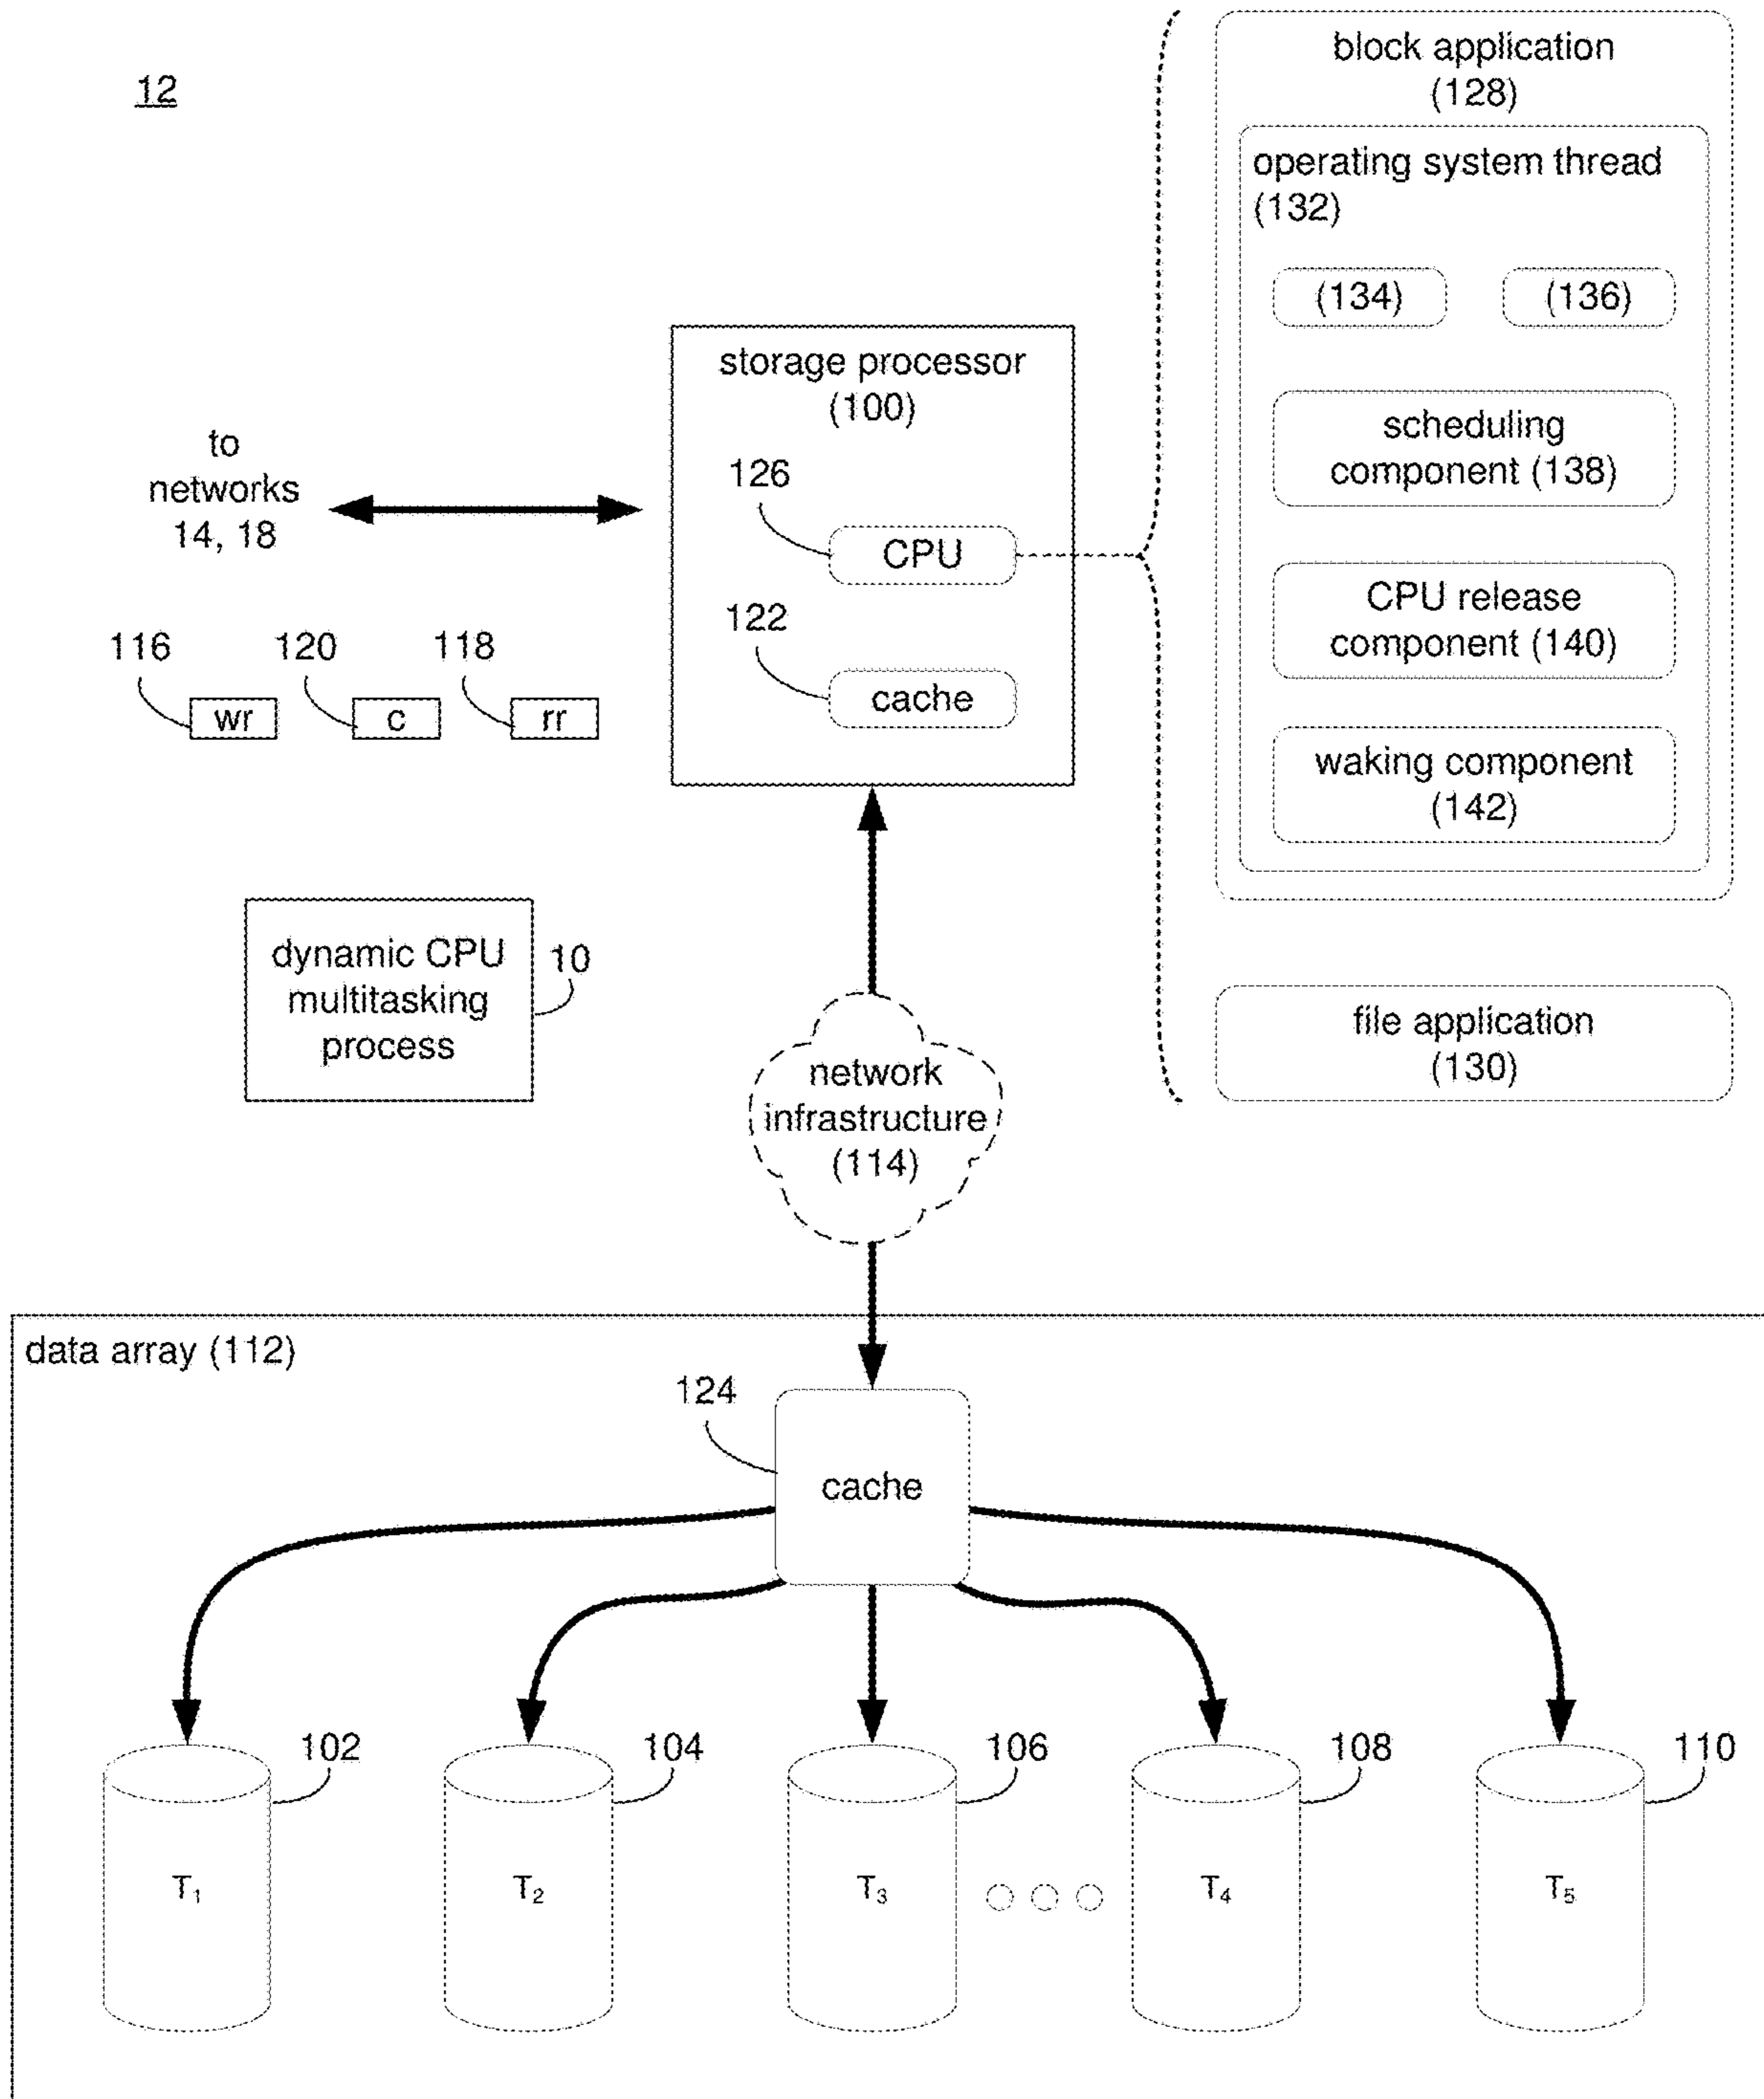 12
block application
(128)
operating system thread
(132)
(134) (136)
scheduling
component (138)
CPU release
component (140)
waking component
(142)
file application
(130)
storage processor
(100)
126
CPU
122
cache
to
networks
14, 18
116 120 118
wr c rr
dynamic CPU
multitasking
process
10
network
infrastructure
(114)
data array (112)
124
cache
102 104 106 108 110
T₁ T₂ T₃ T₄ T₅